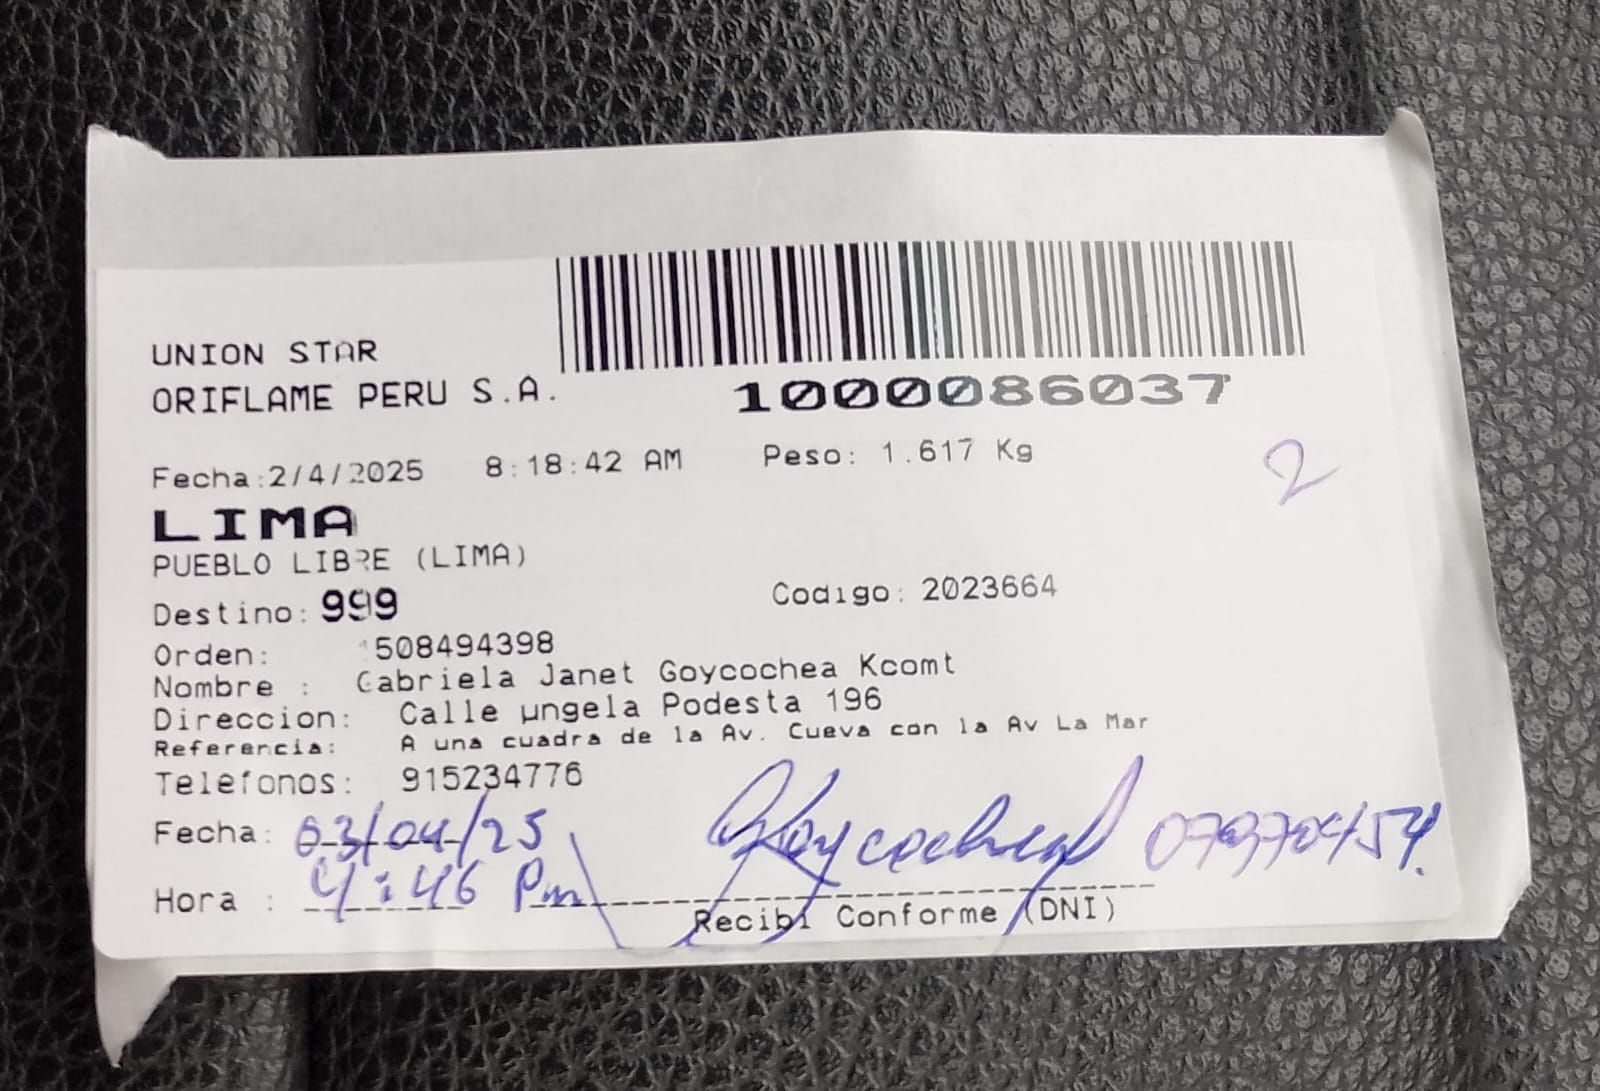 UNION STAR
ORIFLAME PERU S.A.
1000086037
Fecha:2/4/2025 8:18:42 AM Peso: 1.617 Kg
2
LIMA
PUEBLO LIBRE (LIMA)
Destino: 999 Codigo: 2023664
Orden: 508494398
Nombre : Gabriela Janet Goycochea Kcomt
Direccion: Calle µngela Podesta 196
Referencia: A una cuadra de la Av. Cueva con la Av La Mar
Telefonos: 915234776
Fecha: 03/04/25 Goycochea
Hora : 4:46 Pm
Recibi Conforme (DNI)